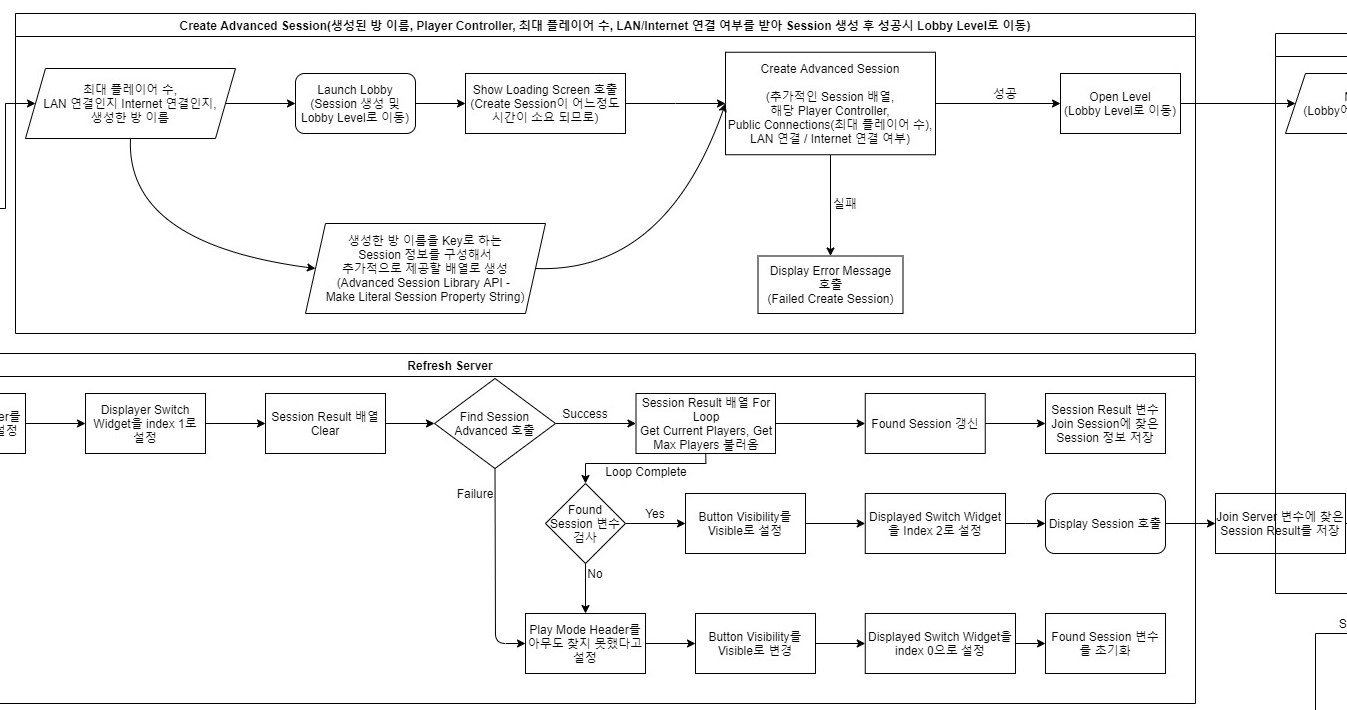 Create Advanced Session(생성된 방 이름, Player Controller, 최대 플레이어 수, LAN/Internet 연결 여부를 받아 Session 생성 후 성공시 Lobby Level로 이동)
최대 플레이어 수,
LAN 연결인지 Internet 연결인지,
생성한 방 이름
Launch Lobby
(Session 생성 및
Lobby Level로 이동)
Show Loading Screen 호출
(Create Session이 어느정도
시간이 소요 되므로)
Create Advanced Session
(추가적인 Session 배열,
해당 Player Controller,
Public Connections(최대 플레이어 수),
LAN 연결 / Internet 연결 여부)
성공
Open Level
(Lobby Level로 이동)
(Lobby에
실패
생성한 방 이름을 Key로 하는
Session 정보를 구성해서
추가적으로 제공할 배열로 생성
(Advanced Session Library API -
Make Literal Session Property String)
Display Error Message
호출
(Failed Create Session)
Refresh Server
er를
설정
Displayer Switch
Widget을 index 1로
설정
Session Result 배열
Clear
Find Session
Advanced 호출
Success
Session Result 배열 For
Loop
Get Current Players, Get
Max Players 불러옴
Found Session 갱신
Session Result 변수
Join Session에 찾은
Session 정보 저장
Loop Complete
Failure
Found
Session 변수
검사
Yes
Button Visibility를
Visible로 설정
Displayed Switch Widget
을 Index 2로 설정
Display Session 호출
Join Server 변수에 찾은
Session Result를 저장
No
Play Mode Header를
아무도 찾지 못했다고
설정
Button Visibility를
Visible로 변경
Displayed Switch Widget을
index 0으로 설정
Found Session 변수
를 초기화
S